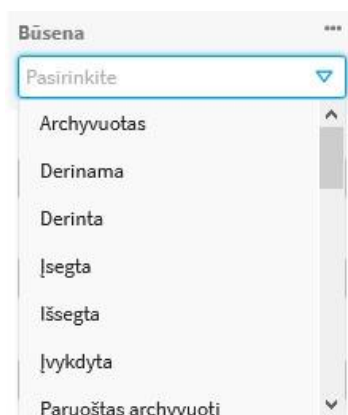 Būsena
Pasirinkite
Archyvuotas
Derinama
Derinta
Įsegta
Išsegta
Įvykdyta
Paruoštas archyvuoti